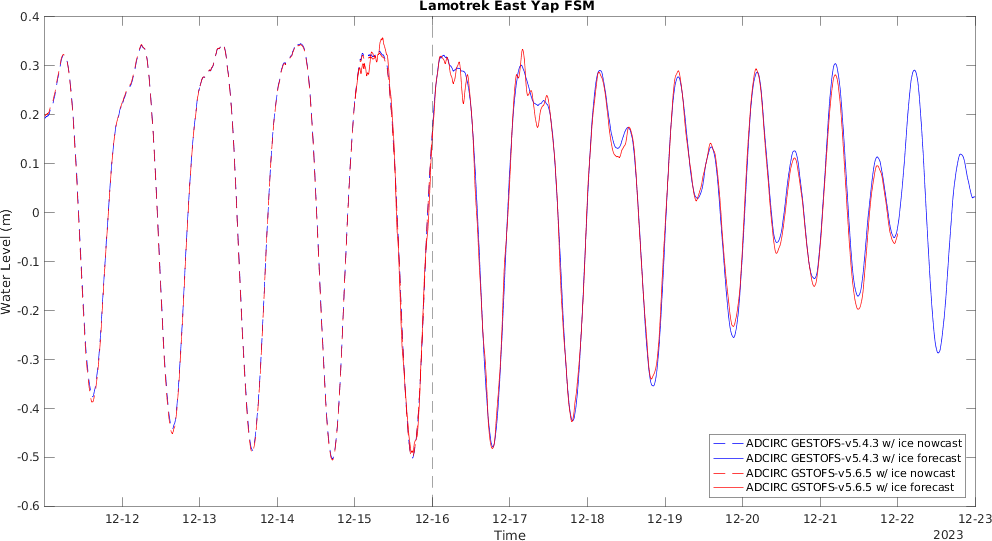 Lamotrek East Yap FSM
0.4
0.3
0.2
0.1
0
-0.1
-0.2
-0.3
-0.4
-0.5
-0.6
Water Level (m)
ADCIRC GESTOFS-v5.4.3 w/ ice nowcast
ADCIRC GESTOFS-v5.4.3 w/ ice forecast
ADCIRC GSTOFS-v5.6.5 w/ ice nowcast
ADCIRC GSTOFS-v5.6.5 w/ ice forecast
12-12 12-13 12-14 12-15 12-16 12-17 12-18 12-19 12-20 12-21 12-22 12-23
Time
2023